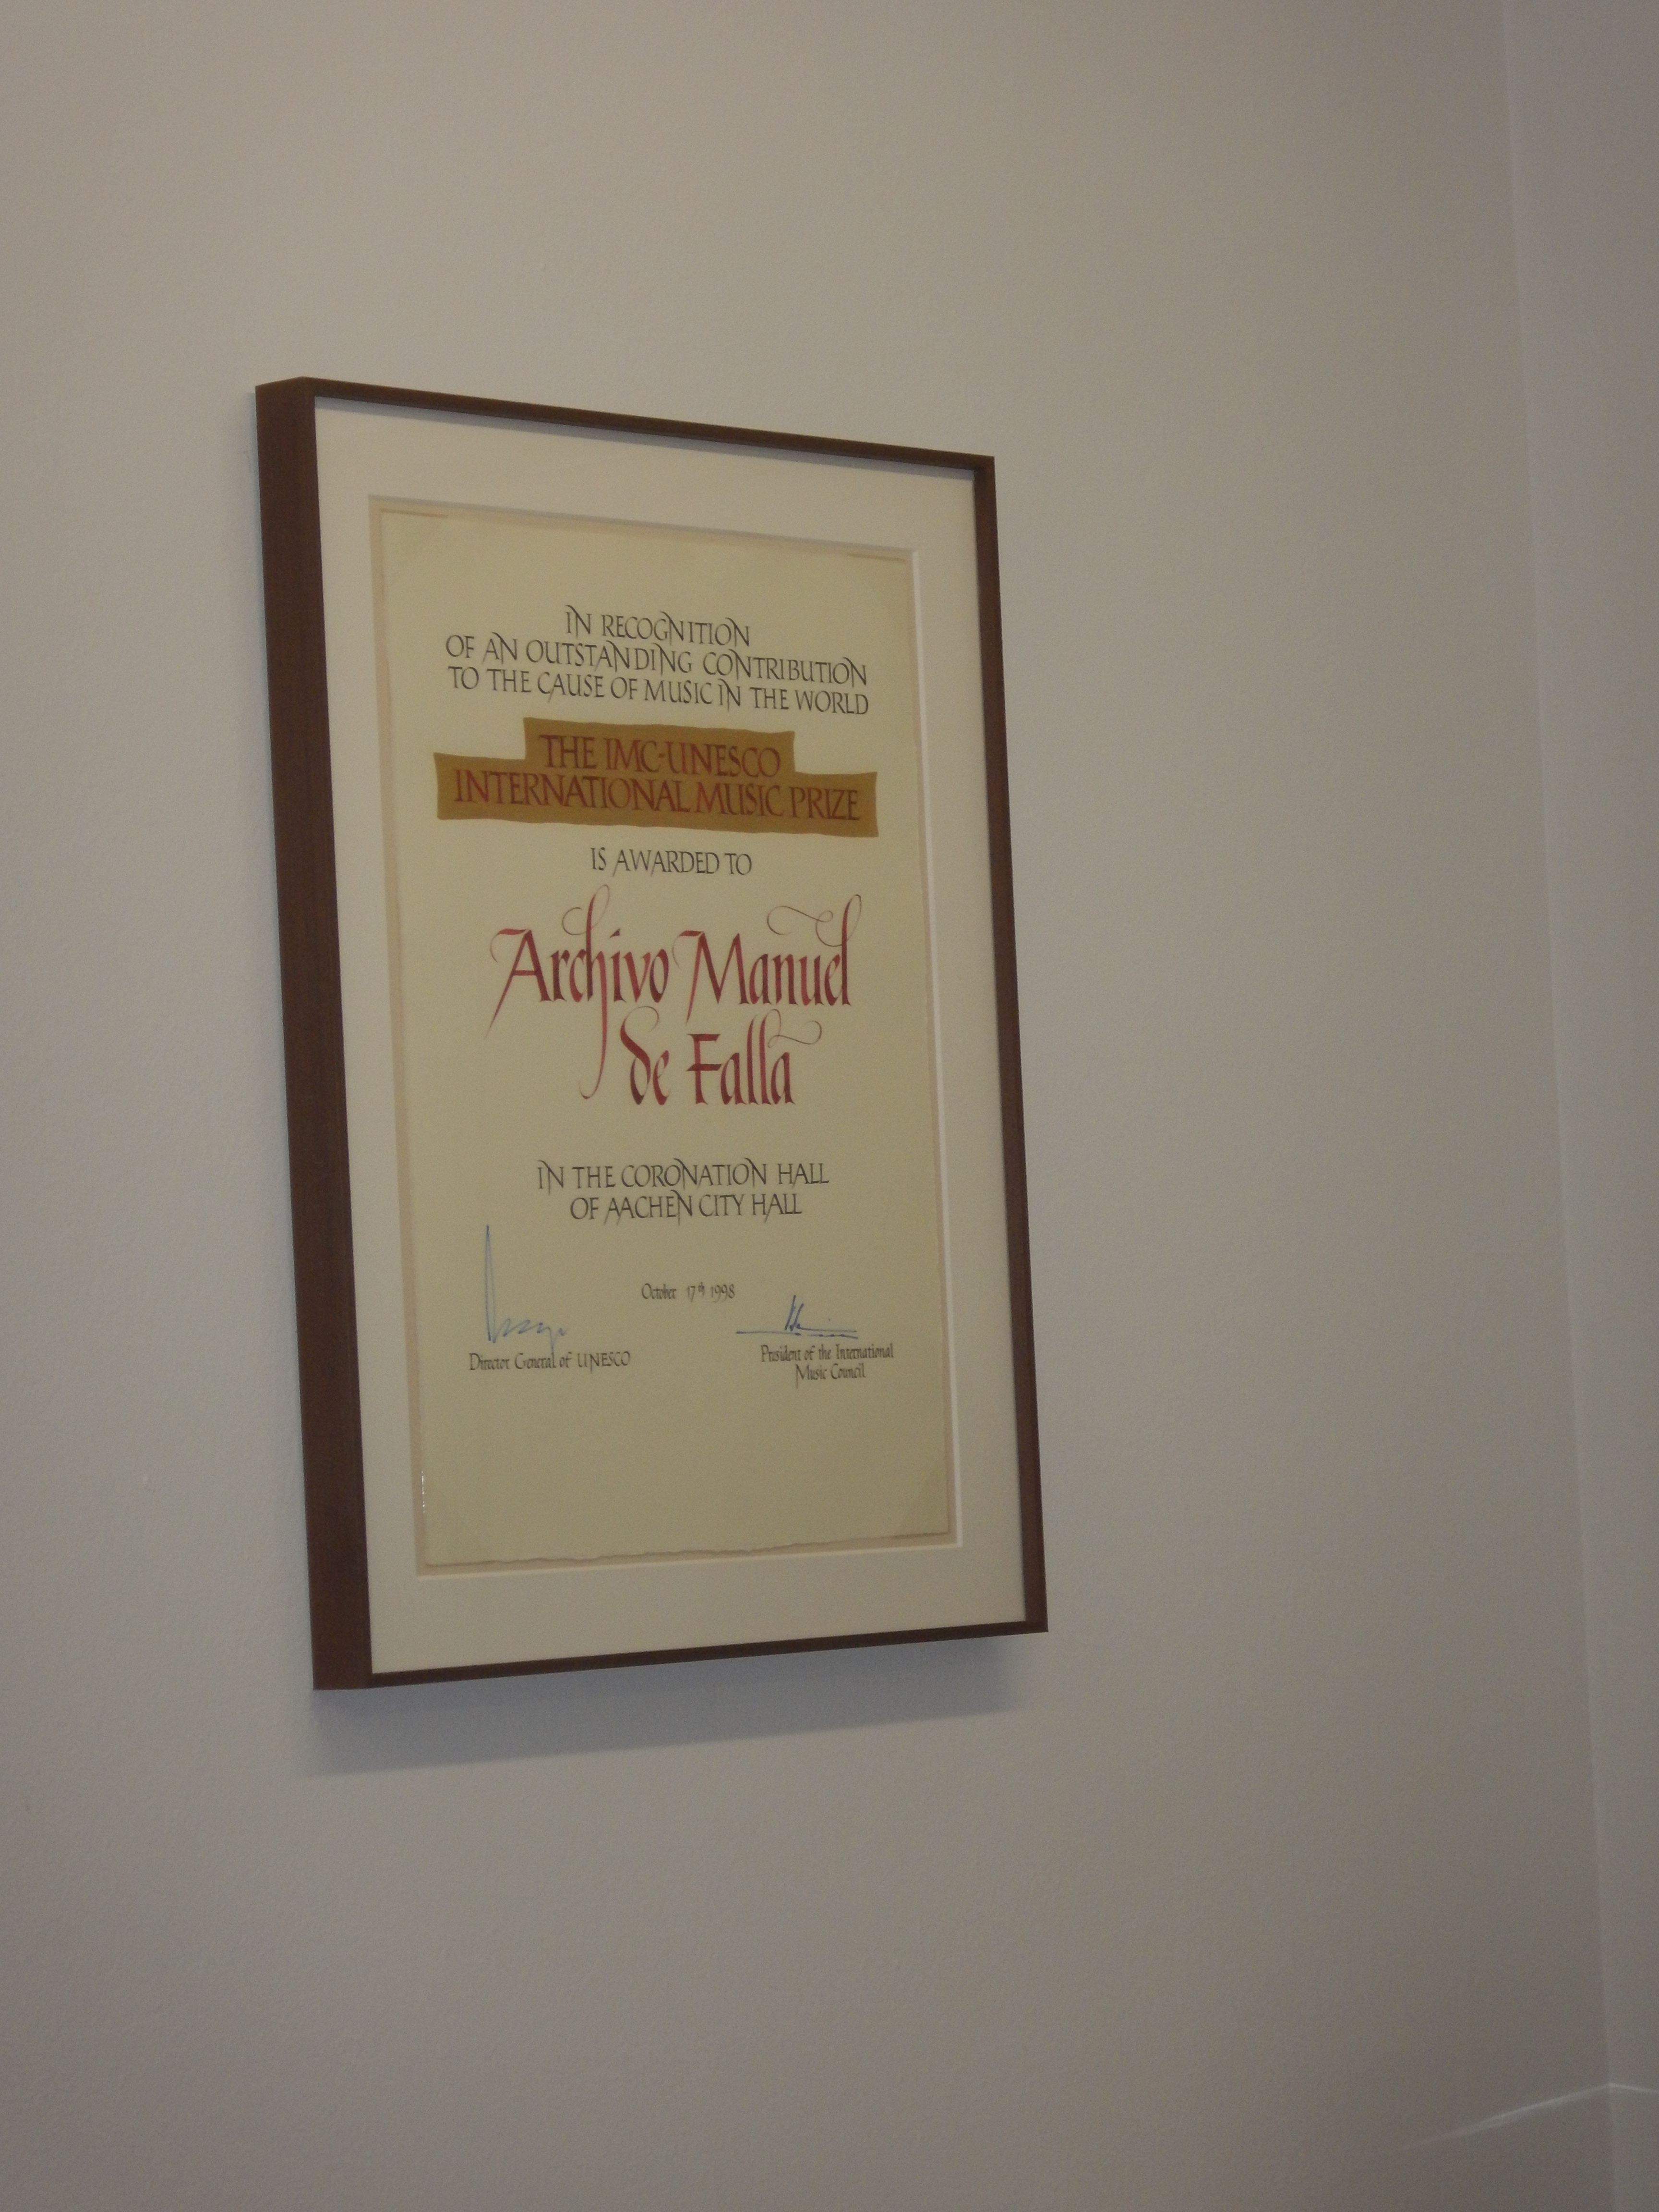 IN RECOGNITION
OF AN OUTSTANDING CONTRIBUTION
TO THE CAUSE OF MUSIC IN THE WORLD
THE IMC-UNESCO
INTERNATIONAL MUSIC PRIZE
IS AWARDED TO
Archivo Manuel
de Falla
IN THE CORONATION HALL
OF AACHEN CITY HALL
October 17th 1998
Director General of UNESCO
President of the International
Music Council